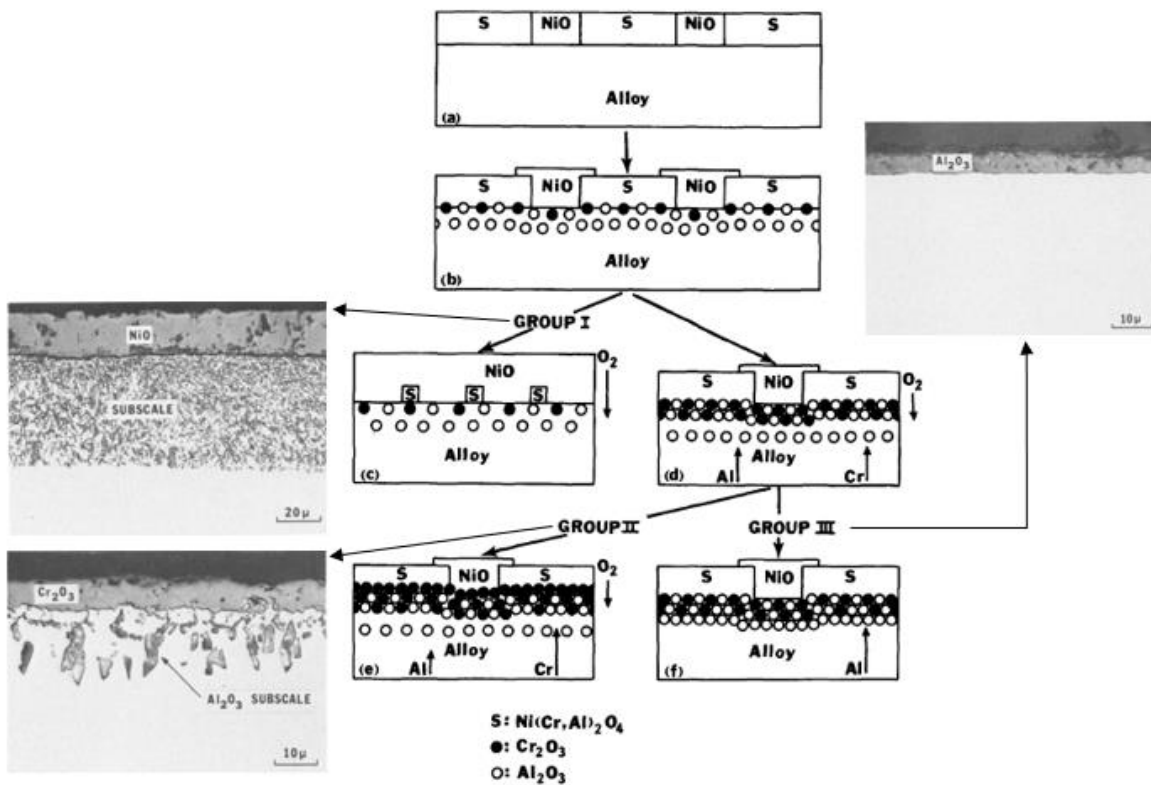 S NiO S NiO S
Alloy
(a)
S NiO S NiO S
Alloy
(b)
Al₂O₃
10μ
GROUP I
NiO
SUBSCALE
20μ
NiO
S S S
O₂
Alloy
(c)
S NiO S
O₂
Alloy
Al Cr
(d)
GROUP II
GROUP III
Cr₂O₃
Al₂O₃ SUBSCALE
10μ
S NiO S
O₂
Alloy
Al Cr
(e)
S NiO S
Alloy
Al
(f)
S: Ni(Cr,Al)₂O₄
●: Cr₂O₃
○: Al₂O₃